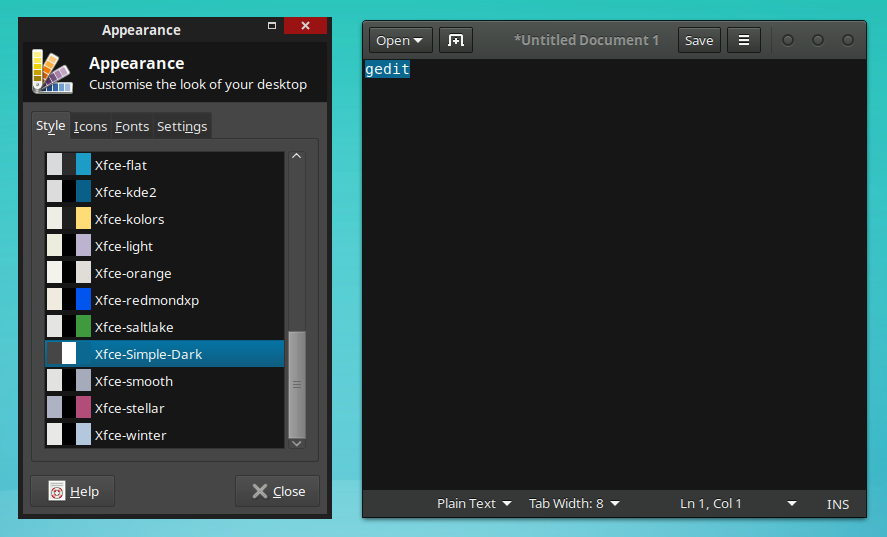 Appearance
Appearance
Customise the look of your desktop
Style Icons Fonts Settings
Xfce-flat
Xfce-kde2
Xfce-kolors
Xfce-light
Xfce-orange
Xfce-redmondxp
Xfce-saltlake
Xfce-Simple-Dark
Xfce-smooth
Xfce-stellar
Xfce-winter
Help Close
Open *Untitled Document 1 Save
gedit
Plain Text Tab Width: 8 Ln 1, Col 1 INS